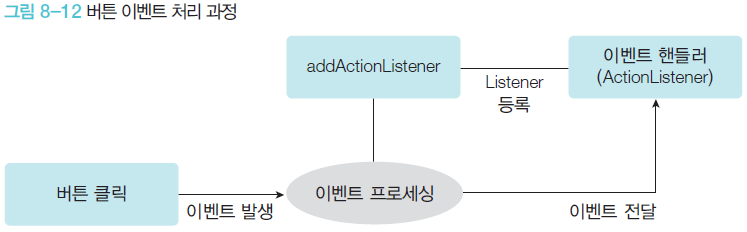 그림 8-12 버튼 이벤트 처리 과정
addActionListener
Listener
등록
이벤트 핸들러
(ActionListener)
버튼 클릭
이벤트 발생
이벤트 프로세싱
이벤트 전달